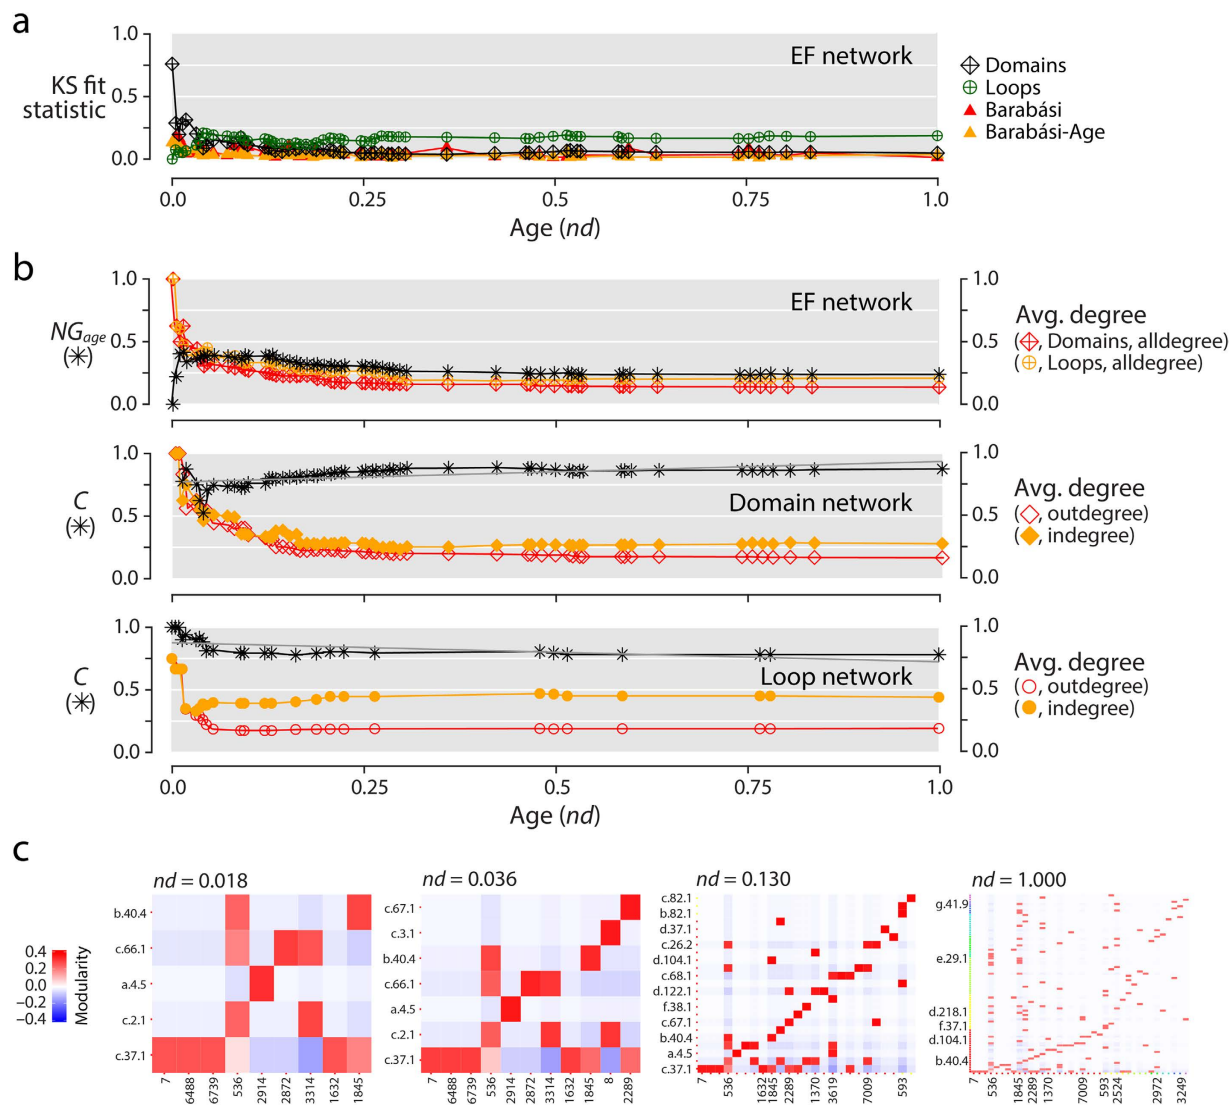 a
1.0
0.5
0.0
KS fit
statistic
EF network
Domains
Loops
Barabási
Barabási-Age
0.0
0.25
0.5
0.75
1.0
Age (nd)
b
1.0
0.5
0.0
NGage
(✳)
EF network
1.0
0.5
0.0
Avg. degree
(, Domains, alldegree)
(, Loops, alldegree)
1.0
0.5
0.0
C
(✳)
Domain network
1.0
0.5
0.0
Avg. degree
(, outdegree)
(, indegree)
1.0
0.5
0.0
C
(✳)
Loop network
1.0
0.5
0.0
Avg. degree
(, outdegree)
(, indegree)
0.0
0.25
0.5
0.75
1.0
Age (nd)
c
0.4
0.2
0.0
−0.2
−0.4
Modularity
nd = 0.018
b.40.4
c.66.1
a.4.5
c.2.1
c.37.1
7
6488
6739
536
2914
2872
3314
1632
1845
nd = 0.036
c.67.1
c.3.1
b.40.4
c.66.1
a.4.5
c.2.1
c.37.1
7
6488
6739
536
2914
2872
3314
1632
1845
8
2289
nd = 0.130
c.82.1
b.82.1
d.37.1
c.26.2
d.104.1
c.68.1
d.122.1
f.38.1
c.67.1
b.40.4
a.4.5
c.37.1
7
536
1632
1845
2289
1370
3619
7009
593
nd = 1.000
g.41.9
e.29.1
d.218.1
f.37.1
d.104.1
b.40.4
7
536
1845
2289
1370
7009
593
2524
2972
3249